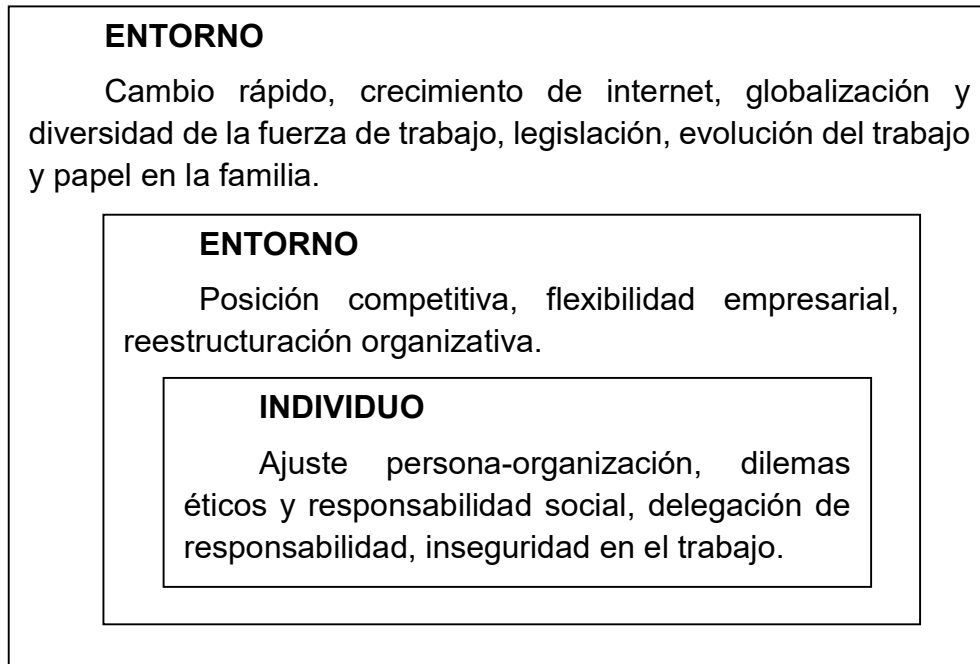 ENTORNO
Cambio rápido, crecimiento de internet, globalización y
diversidad de la fuerza de trabajo, legislación, evolución del trabajo
y papel en la familia.
ENTORNO
Posición competitiva, flexibilidad empresarial,
reestructuración organizativa.
INDIVIDUO
Ajuste persona-organización, dilemas
éticos y responsabilidad social, delegación de
responsabilidad, inseguridad en el trabajo.